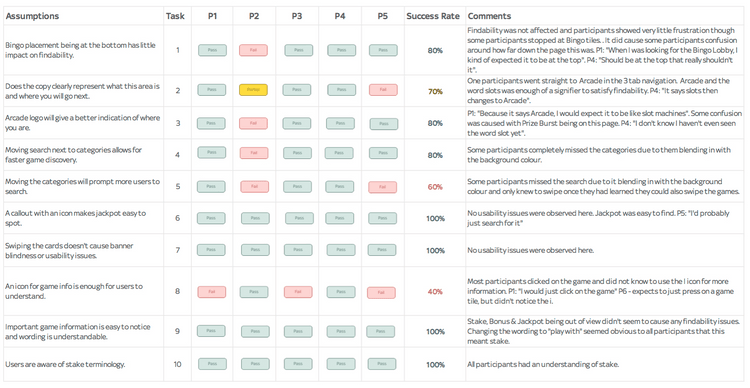 Assumptions Task P1 P2 P3 P4 P5 Success Rate Comments
Bingo placement being at the bottom has little
impact on findability.
1 Pass Fail Pass Pass Pass 80%
Findability was not affected and participants showed very little frustration though
some participants stopped at Bingo tiles.. It did cause some participants confusion
around how far down the page this was. P1: "When I was looking for the Bingo Lobby, I
kind of expected it to be at the top". P4: "Should be at the top that really shouldn't
it".
Does the copy clearly represent what this area is
and where you will go next.
2 Pass Partial Pass Pass Fail 70%
One participants went straight to Arcade in the 3 tab navigation. Arcade and the
word slots was enough of a signifier to satisfy findability. P4: "It says slots then
changes to Arcade".
Arcade logo will give a better indication of where
you are.
3 Pass Fail Pass Pass Pass 80%
P1: "Because it says Arcade, I would expect it to be like slot machines". Some confusion
was caused with Prize Burst being on this page. P4: "I don't know I haven't even seen
the word slot yet".
Moving search next to categories allows for
faster game discovery.
4 Pass Fail Pass Pass Pass 80%
Some participants completely missed the categories due to them blending in with
the background colour.
Moving the categories will prompt more users to
search.
5 Pass Fail Pass Pass Fail 60%
Some participants missed the search due to it blending in with the background
colour and only knew to swipe once they had learned they could also swipe the games.
A callout with an icon makes jackpot easy to
spot.
6 Pass Pass Pass Pass Pass 100%
No usability issues were observed here. Jackpot was easy to find. P5: "I'd probably
just search for it"
Swiping the cards doesn't cause banner
blindness or usability issues.
7 Pass Pass Pass Pass Pass 100%
No usability issues were observed here.
An icon for game info is enough for users to
understand.
8 Fail Pass Fail Pass Fail 40%
Most participants clicked on the game and did not know to use the I icon for more
information. P1: "I would just click on the game" P6 - expects to just press on a game
tile, but didn't notice the i.
Important game information is easy to notice
and wording is understandable.
9 Pass Pass Pass Pass Pass 100%
Stake, Bonus & Jackpot being out of view didn't seem to cause any findability issues.
Changing the wording to "play with" seemed obvious to all participants that this
meant stake.
Users are aware of stake terminology.
10 Pass Pass Pass Pass Pass 100%
All participants had an understanding of stake.